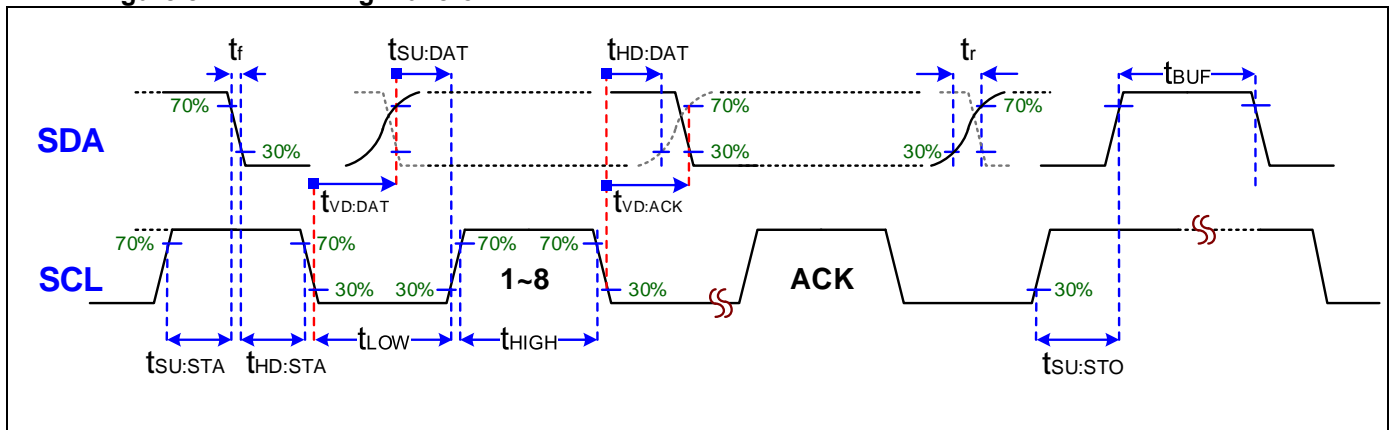 tf tSU:DAT tHD:DAT tr tBUF
70% 70% 70%
SDA
30% 30% 30%
tVD:DAT tVD:ACK
70% 70% 70% 70%
SCL 1~8 ACK
30% 30% 30% 30%
tSU:STA tHD:STA tLOW tHIGH tSU:STO